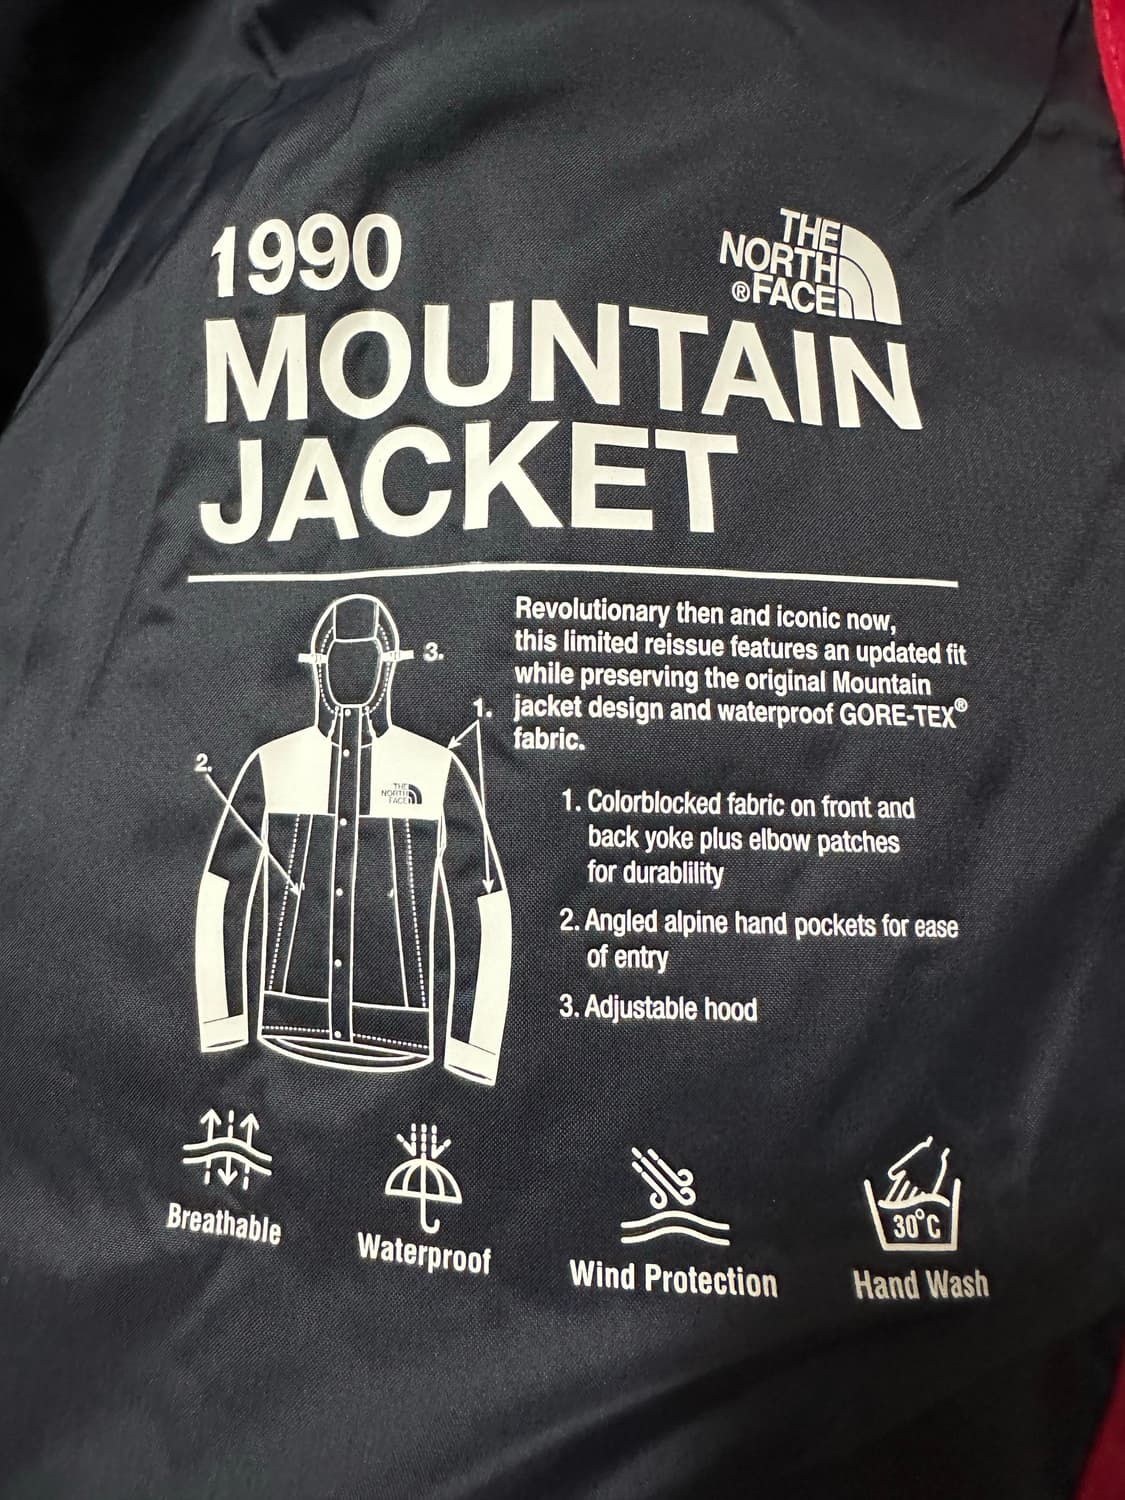 1990
THE
NORTH
®FACE
MOUNTAIN
JACKET
Revolutionary then and iconic now,
this limited reissue features an updated fit
while preserving the original Mountain
jacket design and waterproof GORE-TEX®
fabric.
3.
1.
2.
THE
NORTH
FACE
1. Colorblocked fabric on front and
back yoke plus elbow patches
for durablility
2. Angled alpine hand pockets for ease
of entry
3. Adjustable hood
30°C
Breathable
Waterproof
Wind Protection
Hand Wash